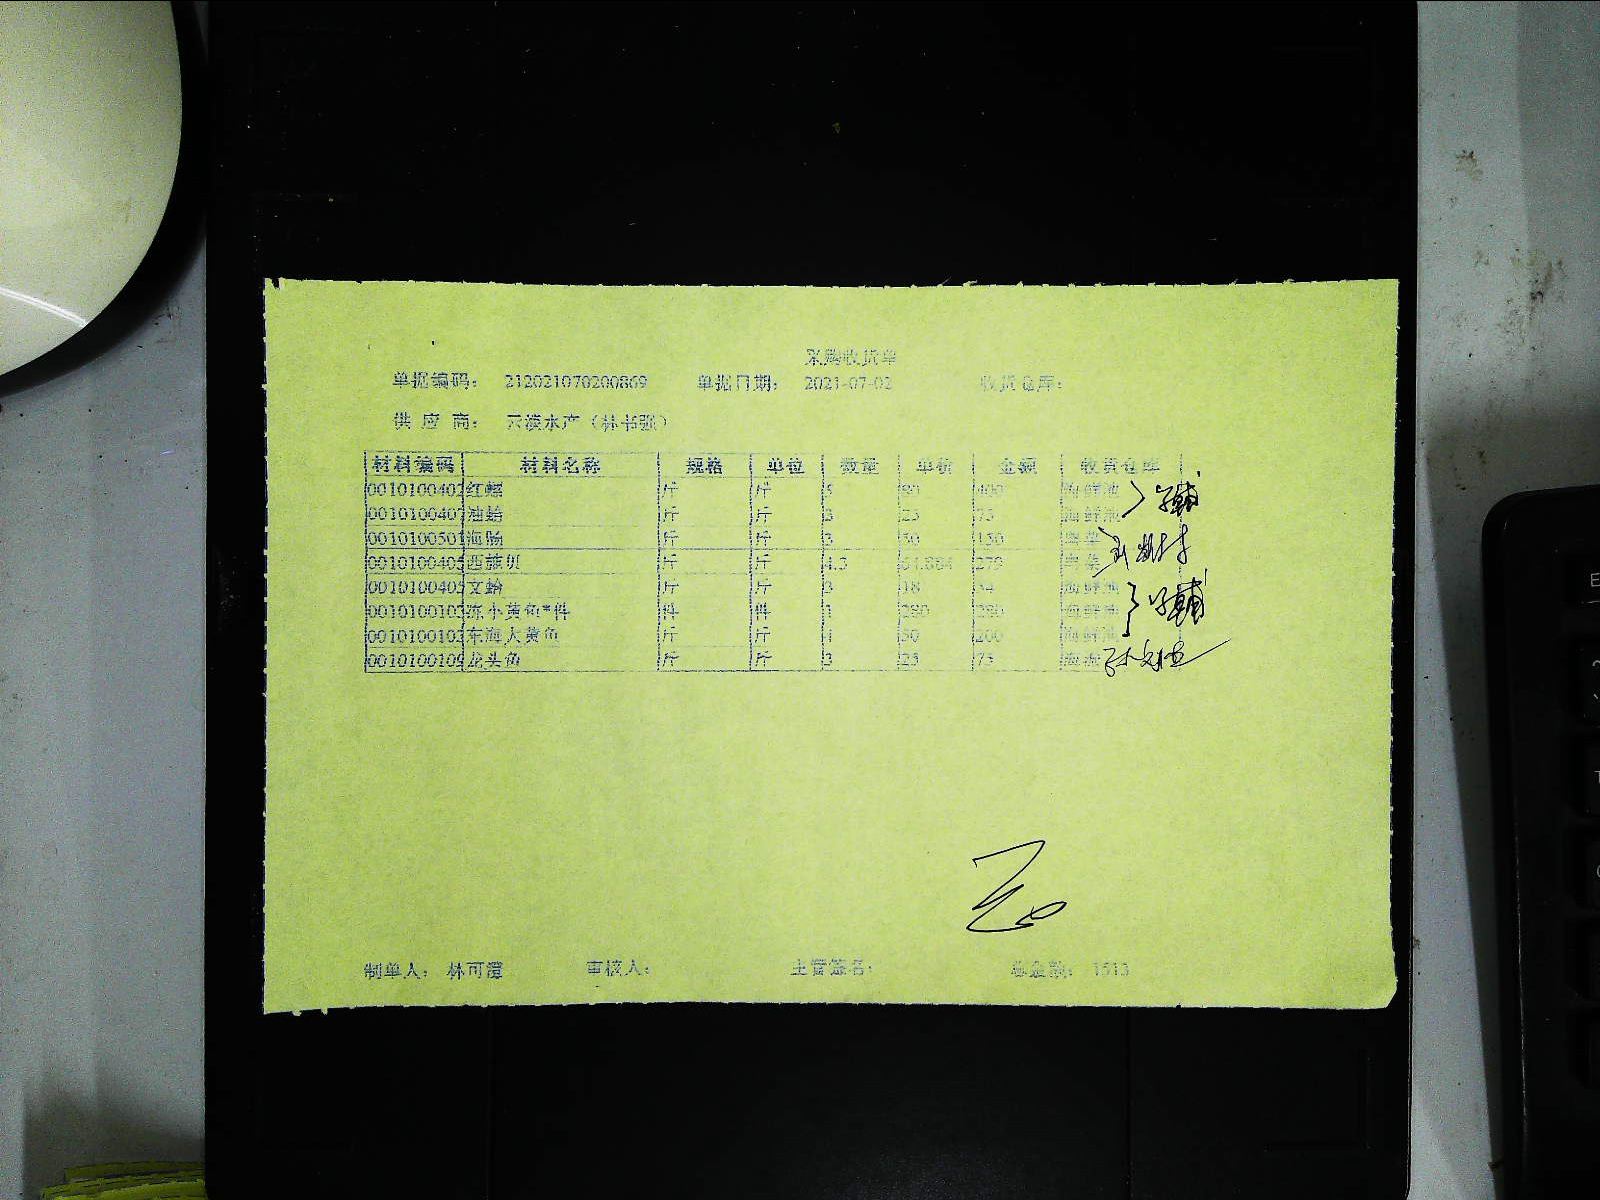 采购收货单
单据编码： 212021070200869 单据日期： 2021-07-02 收货仓库：
供 应 商： 云凌水产（林书强）
材料编码 材料名称 规格 单位 数量 单价 金额 收货仓库
0010100402 红螺 斤 斤 5 80 400 海鲜池
0010100407 油蛤 斤 斤 3 25 75 海鲜池
0010100501 海肠 斤 斤 3 50 150
0010100405 西施贝 斤 斤 4.3 64.884 279
0010100405 文蛤 斤 斤 3 18 54 海鲜池
0010100103 冻小黄鱼*件 件 件 1 280 280 海鲜池
0010100102 东海大黄鱼 斤 斤 4 50 200 海鲜池
0010100109 龙头鱼 斤 斤 3 25 75
制单人： 林可澄 审核人： 主管签名： 总金额： 1513